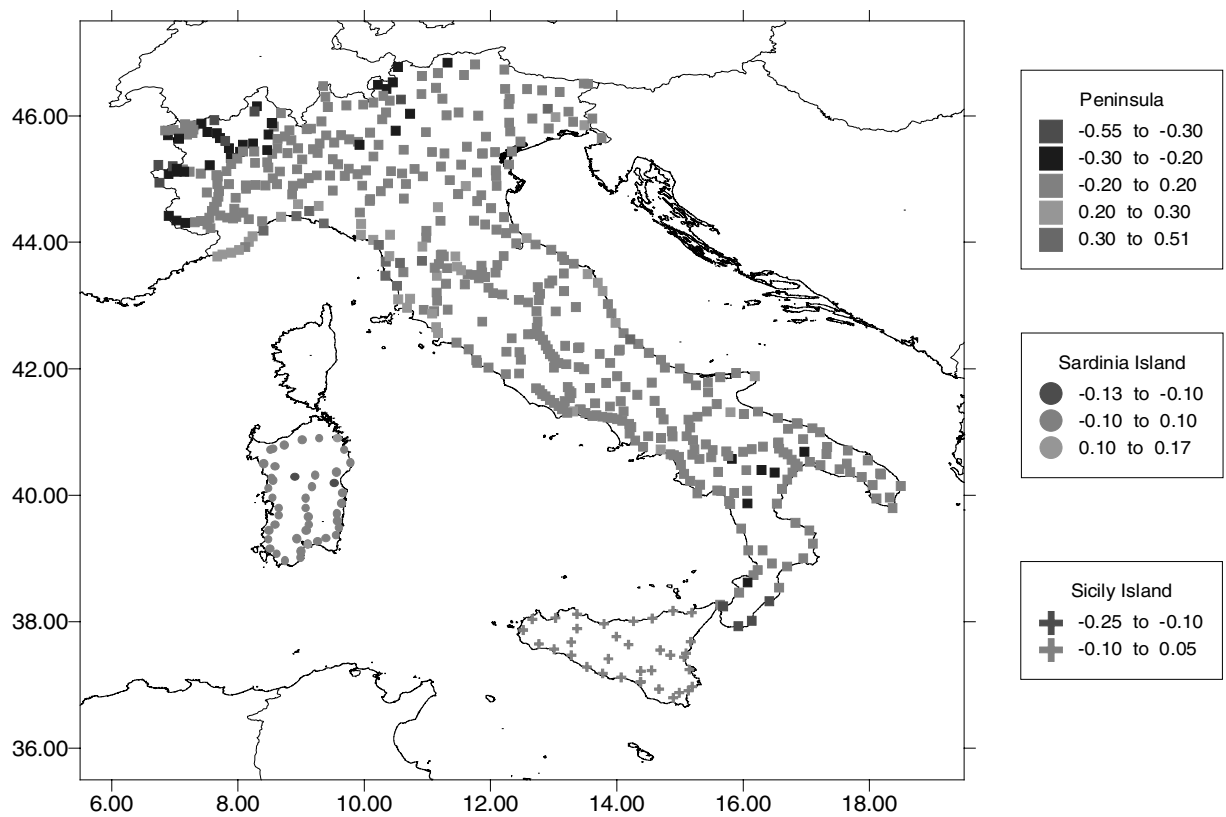 46.00
44.00
42.00
40.00
38.00
36.00
6.00 8.00 10.00 12.00 14.00 16.00 18.00
Peninsula
-0.55 to -0.30
-0.30 to -0.20
-0.20 to 0.20
0.20 to 0.30
0.30 to 0.51
Sardinia Island
-0.13 to -0.10
-0.10 to 0.10
0.10 to 0.17
Sicily Island
-0.25 to -0.10
-0.10 to 0.05